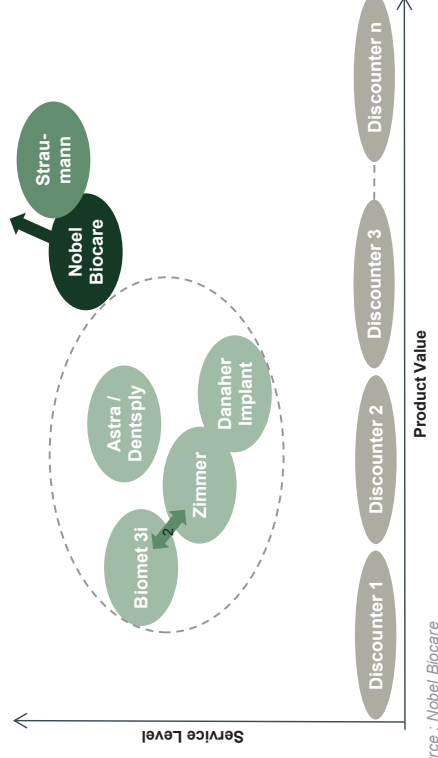 Service Level
Strau-
mann
Nobel
Biocare
Astra /
Dentsply
Biomet 3i
2
Zimmer
Danaher
Implant
Discounter 1
Discounter 2
Discounter 3
Discounter n
Product Value
rce : Nobel Biocare